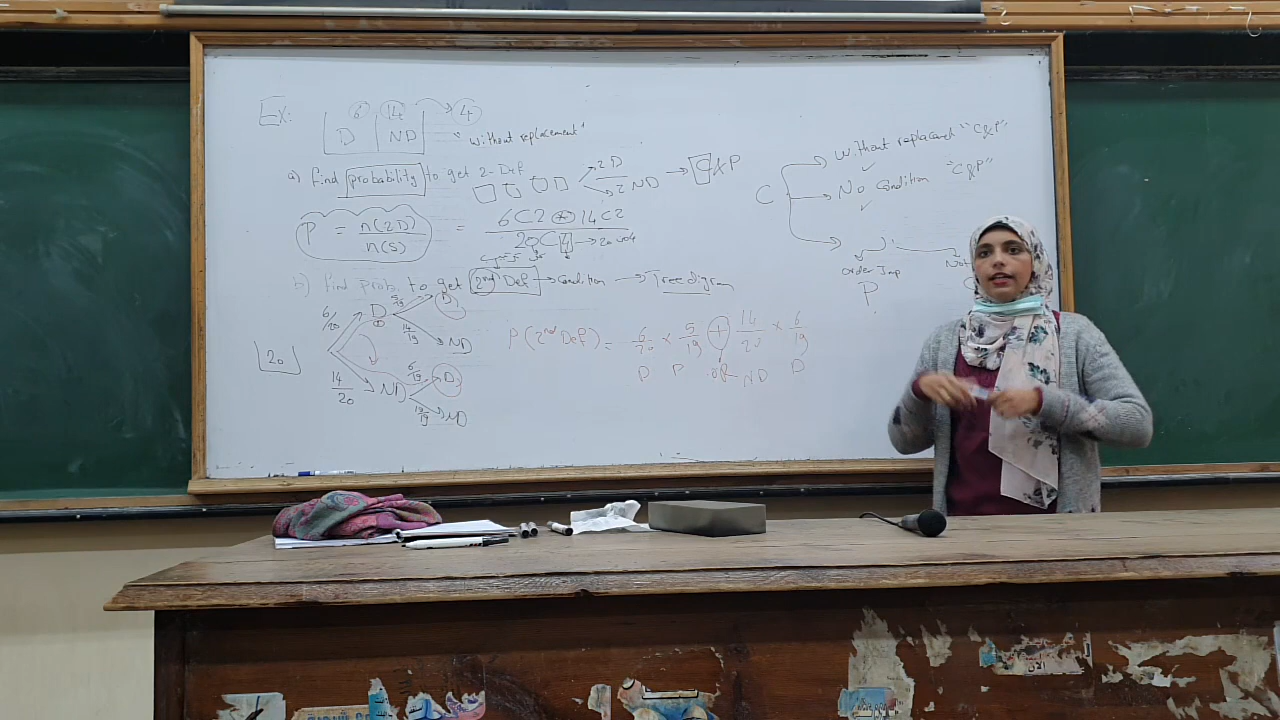 Ex: 6 14 → 4
D ND "Without replacement"
a) find probability to get 2-Def 2D 2 ND → C X P
P = n(2D) / n(S) = 6C2 * 14C2 / 20C4
b) find prob. to get 2nd Def → Condition → Tree diagram
20
6/20 D 5/19 D
14/19 ND
14/20 ND 6/19 D
13/19 ND
P(2nd Def) = 6/20 × 5/19 + 14/20 × 6/19
D D or ND D
C
Without replacement "C&P"
No Condition "C&P"
Order Imp Not
P
الآن